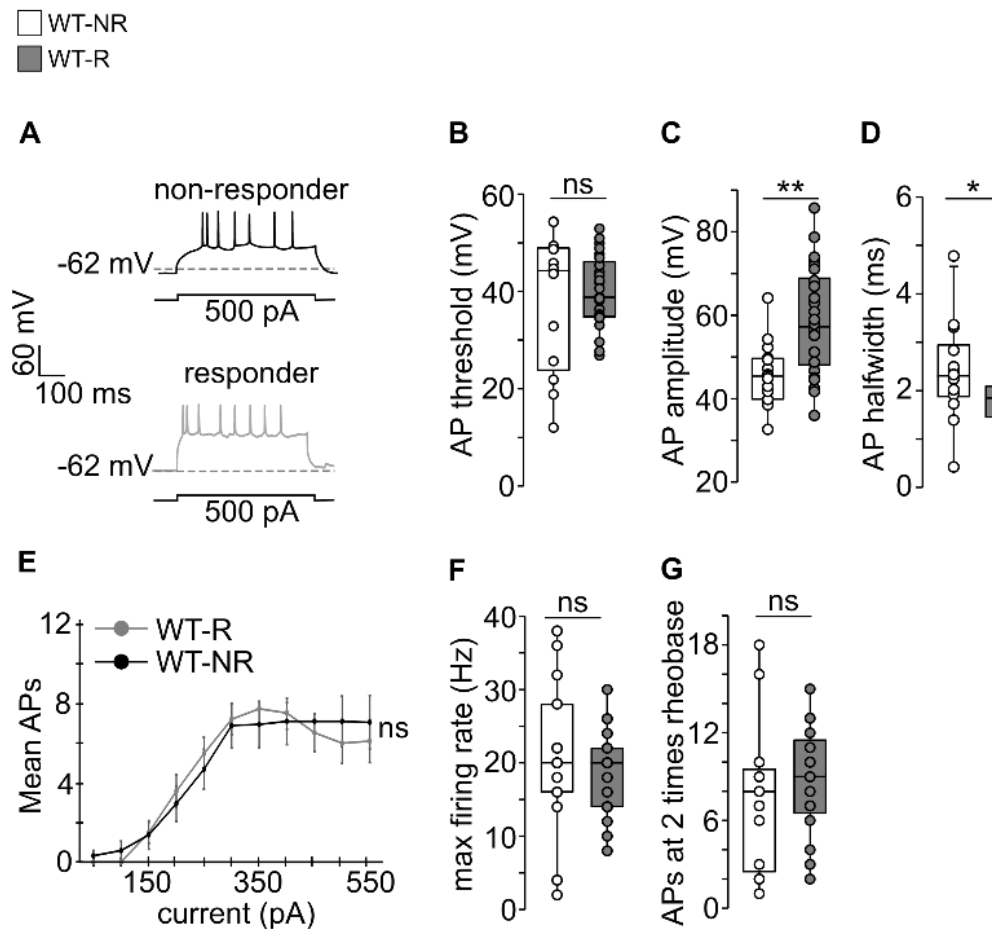 WT-NR
WT-R
A
non-responder
-62 mV
500 pA
60 mV
100 ms
responder
-62 mV
500 pA
B
ns
AP threshold (mV)
60
40
20
0
C
**
AP amplitude (mV)
80
60
40
20
D
*
AP halfwidth (ms)
6
4
2
0
E
Mean APs
12
8
4
0
WT-R
WT-NR
ns
150 350 550
current (pA)
F
ns
max firing rate (Hz)
40
30
20
10
0
G
ns
APs at 2 times rheobase
18
12
6
0